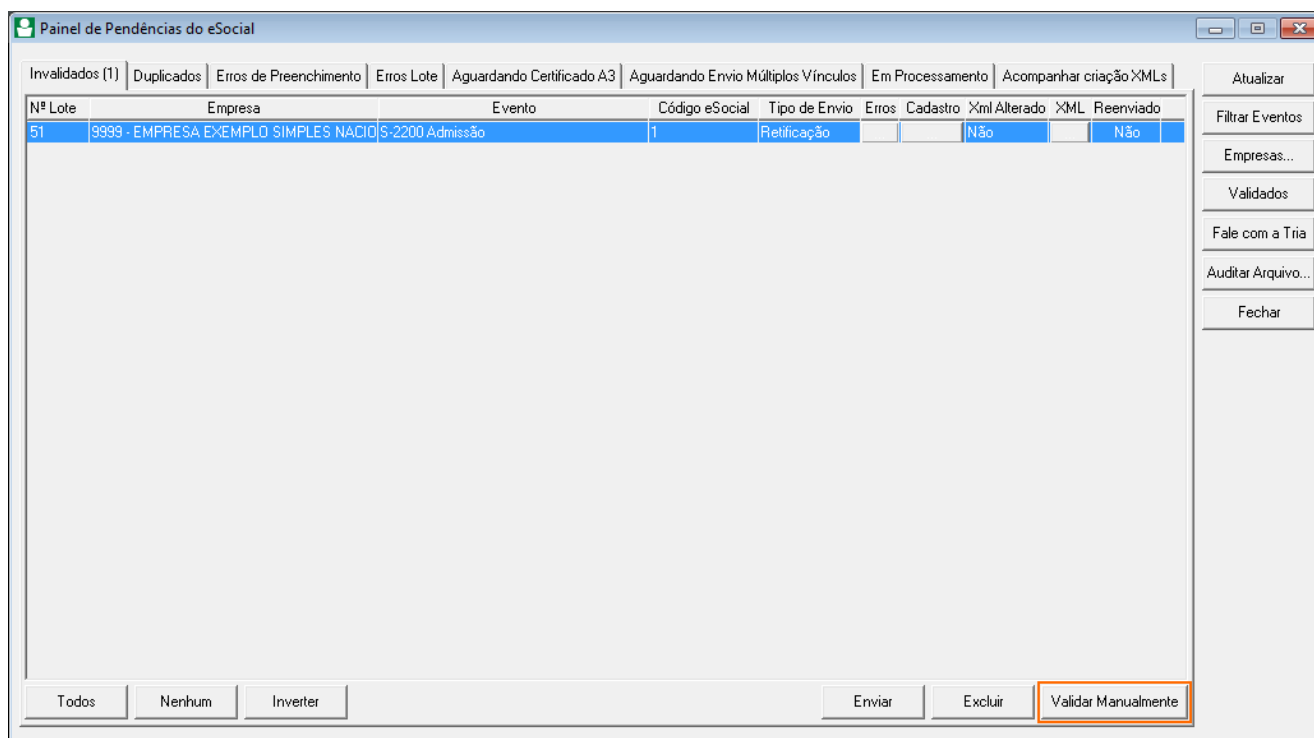 Painel de Pendências do eSocial
Invalidados (1) Duplicados Erros de Preenchimento Erros Lote Aguardando Certificado A3 Aguardando Envio Múltiplos Vínculos Em Processamento Acompanhar criação XMLs
Nº Lote Empresa Evento Código eSocial Tipo de Envio Erros Cadastro Xml Alterado XML Reenviado
51 9999 - EMPRESA EXEMPLO SIMPLES NACIO S-2200 Admissão 1 Retificação Não Não
Atualizar
Filtrar Eventos
Empresas...
Validados
Fale com a Tria
Auditar Arquivo...
Fechar
Todos Nenhum Inverter Enviar Excluir Validar Manualmente